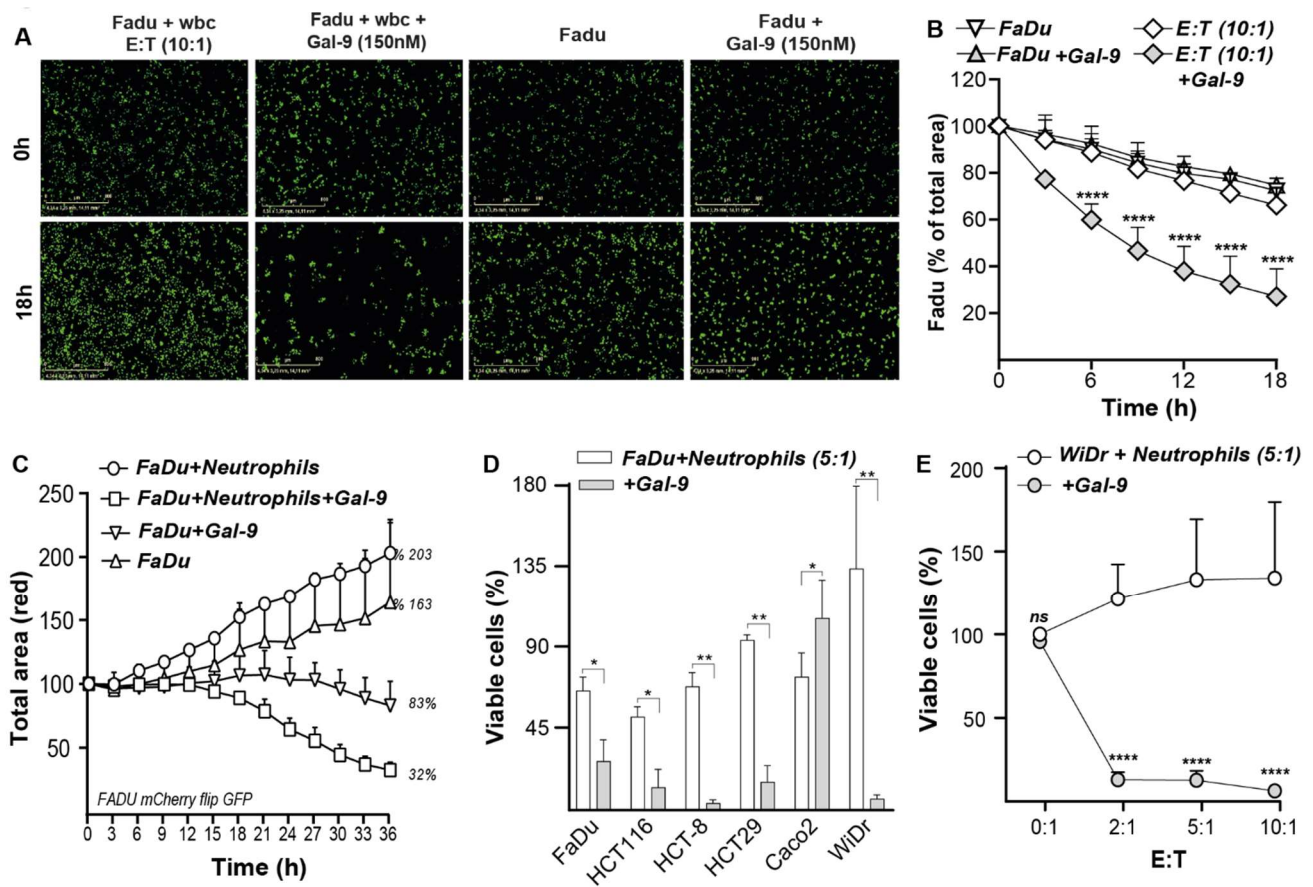 A
Fadu + wbc
E:T (10:1)
Fadu + wbc +
Gal-9 (150nM)
Fadu
Fadu +
Gal-9 (150nM)
0h
18h
B
FaDu
FaDu +Gal-9
E:T (10:1)
E:T (10:1)
+Gal-9
Fadu (% of total area)
120
100
80
60
40
20
****
****
****
****
****
0
6
12
18
Time (h)
C
FaDu+Neutrophils
FaDu+Neutrophils+Gal-9
FaDu+Gal-9
FaDu
Total area (red)
250
200
150
100
50
% 203
% 163
83%
32%
FADU mCherry flip GFP
0 3 6 9 12 15 18 21 24 27 30 33 36
Time (h)
D
FaDu+Neutrophils (5:1)
+Gal-9
Viable cells (%)
180
135
90
45
*
*
**
**
*
**
FaDu
HCT116
HCT-8
HCT29
Caco2
WiDr
E
WiDr + Neutrophils (5:1)
+Gal-9
Viable cells (%)
200
150
100
50
ns
****
****
****
0:1
2:1
5:1
10:1
E:T